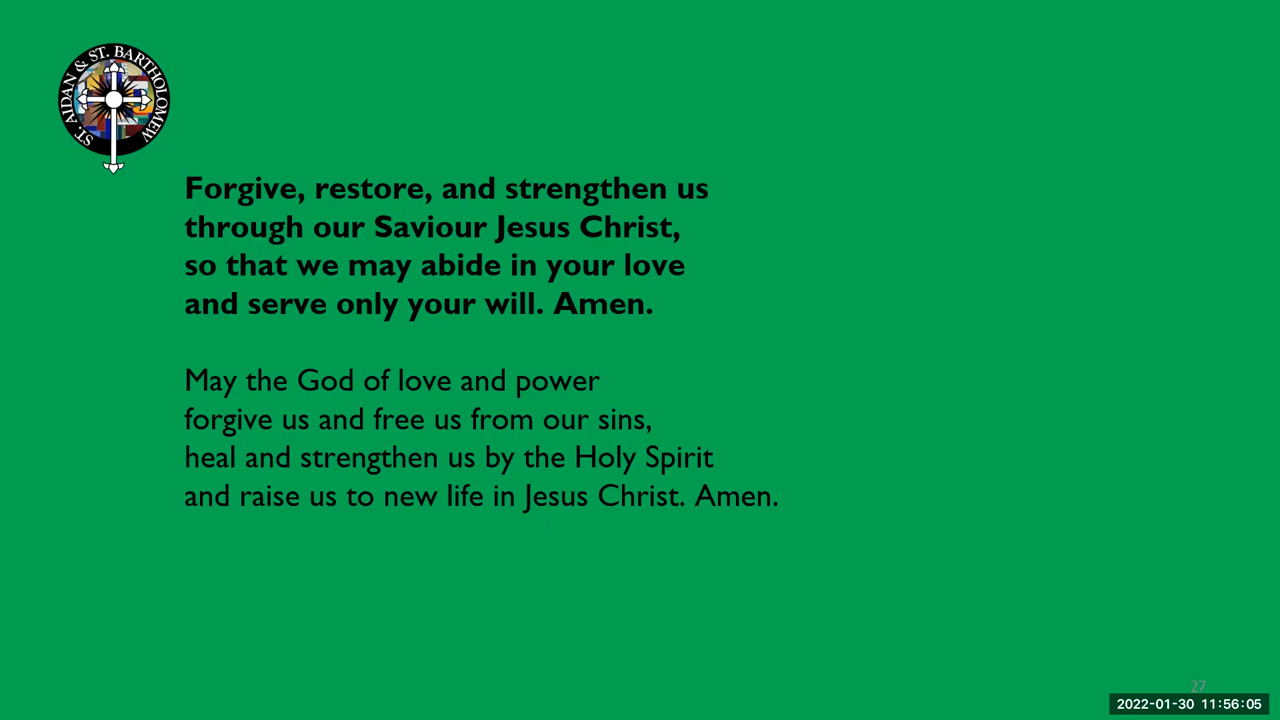 ST. AIDAN & ST. BARTHOLOMEW
Forgive, restore, and strengthen us
through our Saviour Jesus Christ,
so that we may abide in your love
and serve only your will. Amen.
May the God of love and power
forgive us and free us from our sins,
heal and strengthen us by the Holy Spirit
and raise us to new life in Jesus Christ. Amen.
27
2022-01-30 11:56:05